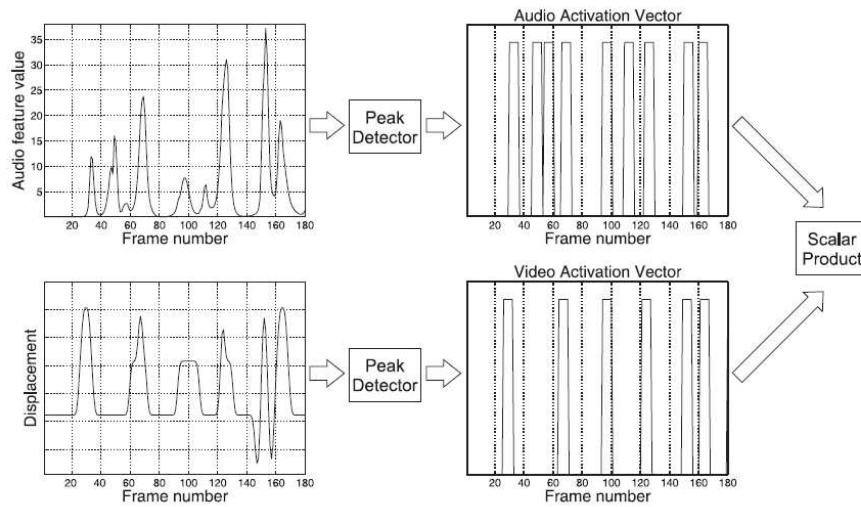 Audio feature value
35
30
25
20
15
10
5
20 40 60 80 100 120 140 160 180
Frame number
Peak
Detector
Audio Activation Vector
20 40 60 80 100 120 140 160 180
Frame number
Displacement
20 40 60 80 100 120 140 160 180
Frame number
Peak
Detector
Video Activation Vector
20 40 60 80 100 120 140 160 180
Frame number
Scalar
Product